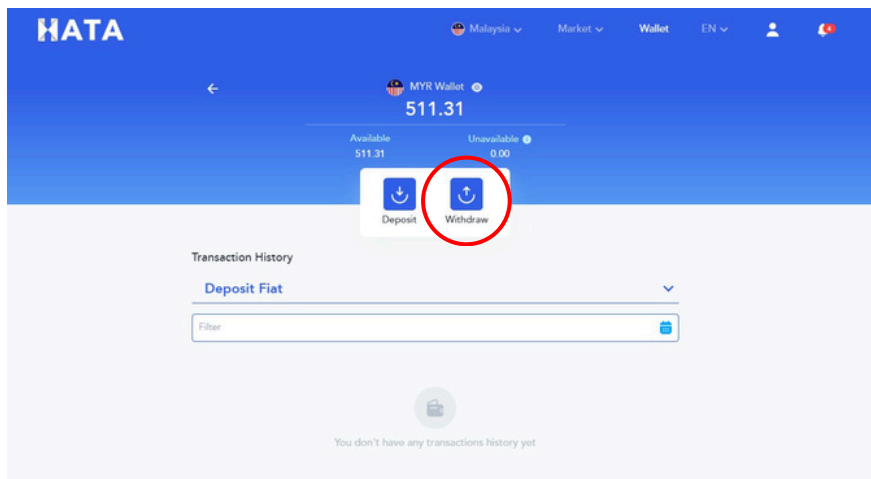 HATA Malaysia Market Wallet EN 4
MYR Wallet
511.31
Available Unavailable
511.31 0.00
Deposit Withdraw
Transaction History
Deposit Fiat
Filter
You don't have any transactions history yet